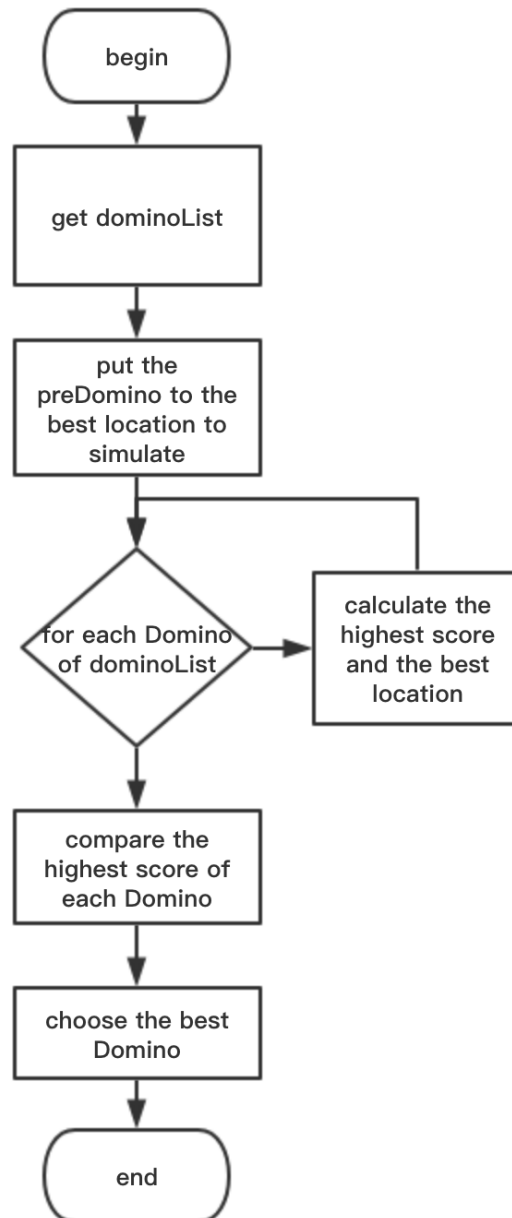 begin
get dominoList
put the
preDomino to the
best location to
simulate
for each Domino
of dominoList
calculate the
highest score
and the best
location
compare the
highest score of
each Domino
choose the best
Domino
end